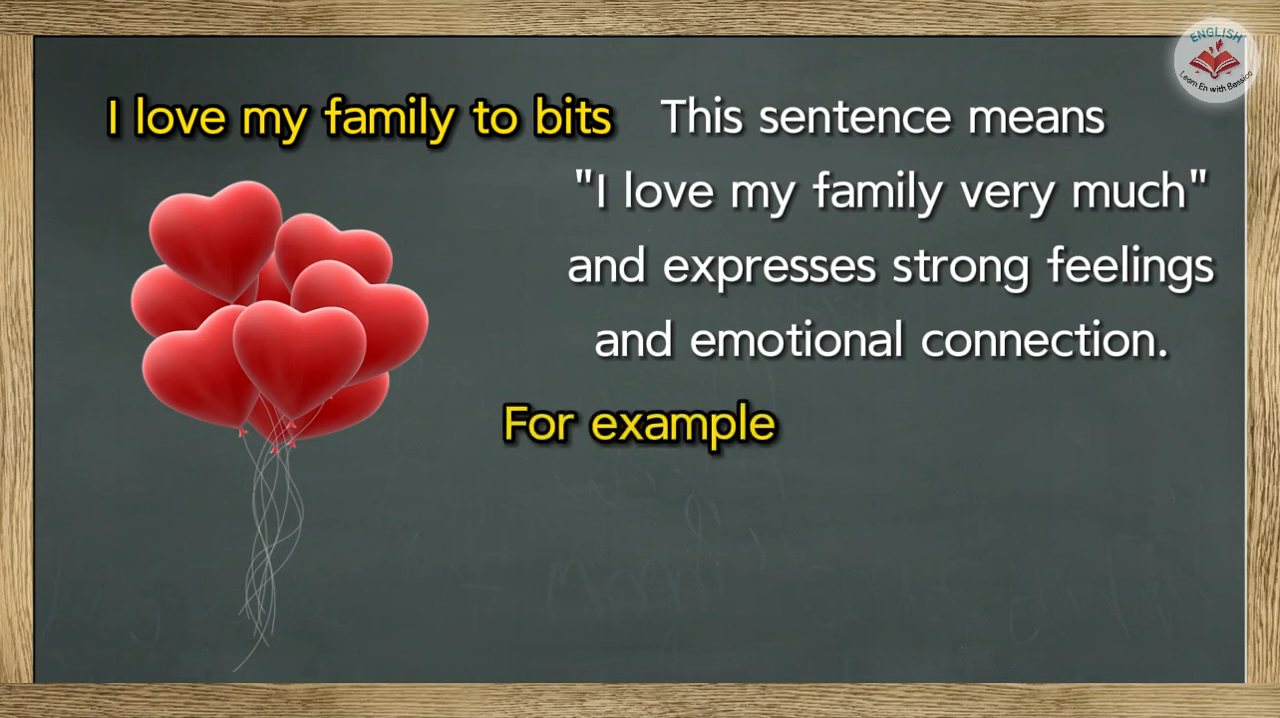 ENGLISH
Learn En with Bessica
I love my family to bits This sentence means
"I love my family very much"
and expresses strong feelings
and emotional connection.
For example